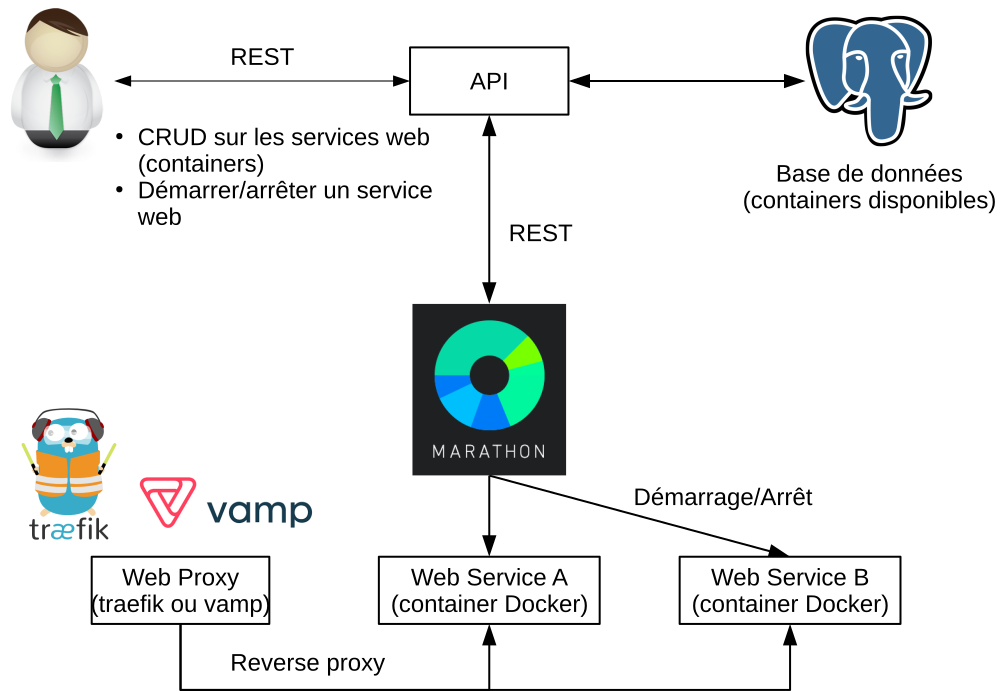 REST
API
• CRUD sur les services web
(containers)
• Démarrer/arrêter un service
web
Base de données
(containers disponibles)
REST
MARATHON
træfik
vamp
Démarrage/Arrêt
Web Proxy
(traefik ou vamp)
Web Service A
(container Docker)
Web Service B
(container Docker)
Reverse proxy